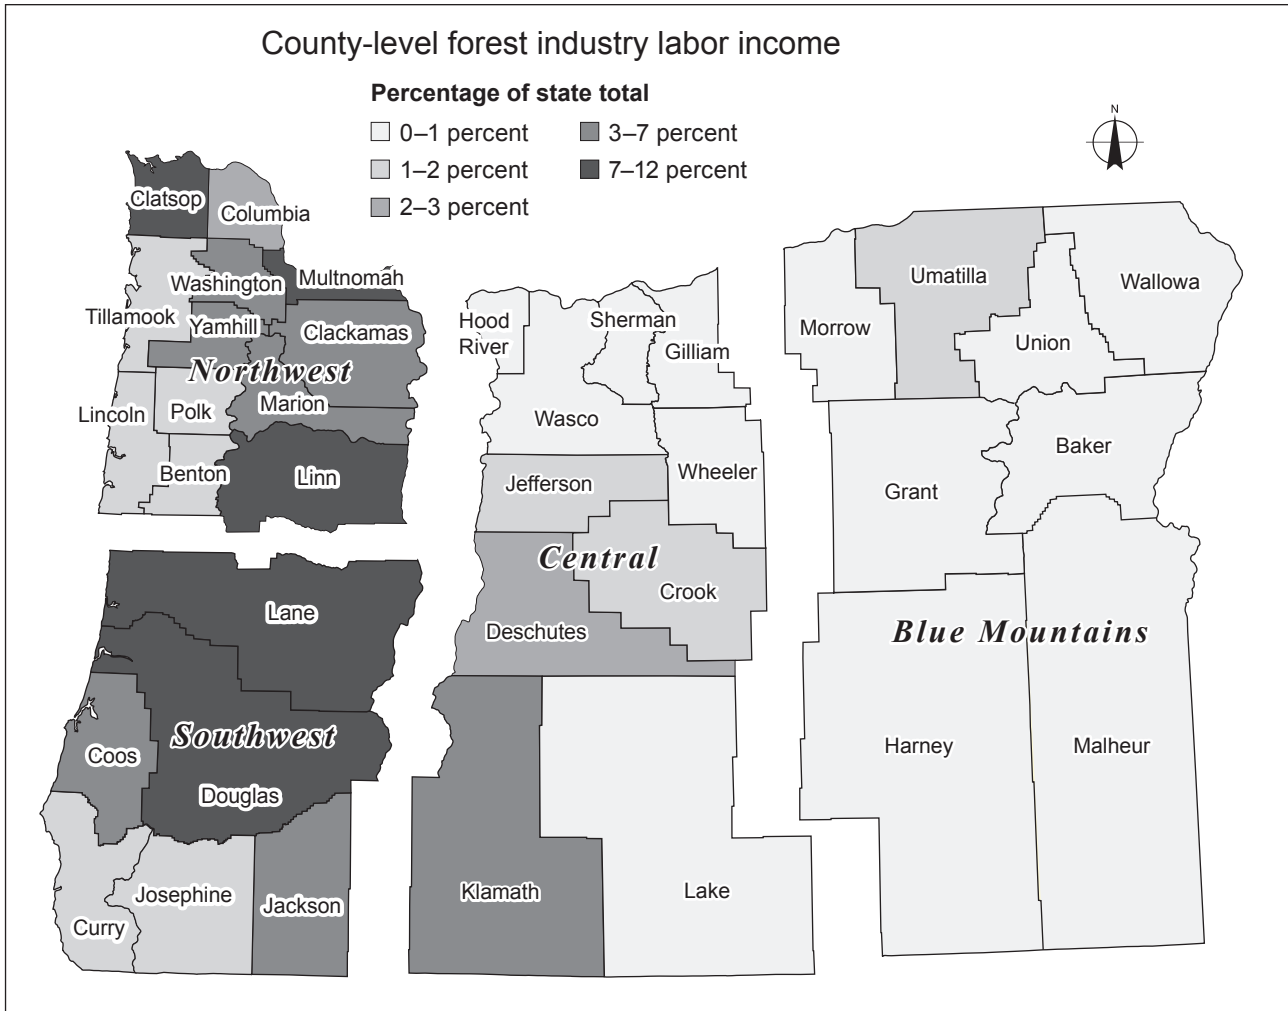 County-level forest industry labor income
Percentage of state total
0–1 percent
1–2 percent
2–3 percent
3–7 percent
7–12 percent
N
Clatsop
Columbia
Washington
Multnomah
Tillamook
Yamhill
Clackamas
Northwest
Lincoln
Polk
Marion
Benton
Linn
Lane
Southwest
Coos
Douglas
Josephine
Jackson
Curry
Hood
River
Sherman
Gilliam
Wasco
Jefferson
Wheeler
Central
Crook
Deschutes
Klamath
Lake
Umatilla
Wallowa
Morrow
Union
Baker
Grant
Blue Mountains
Harney
Malheur